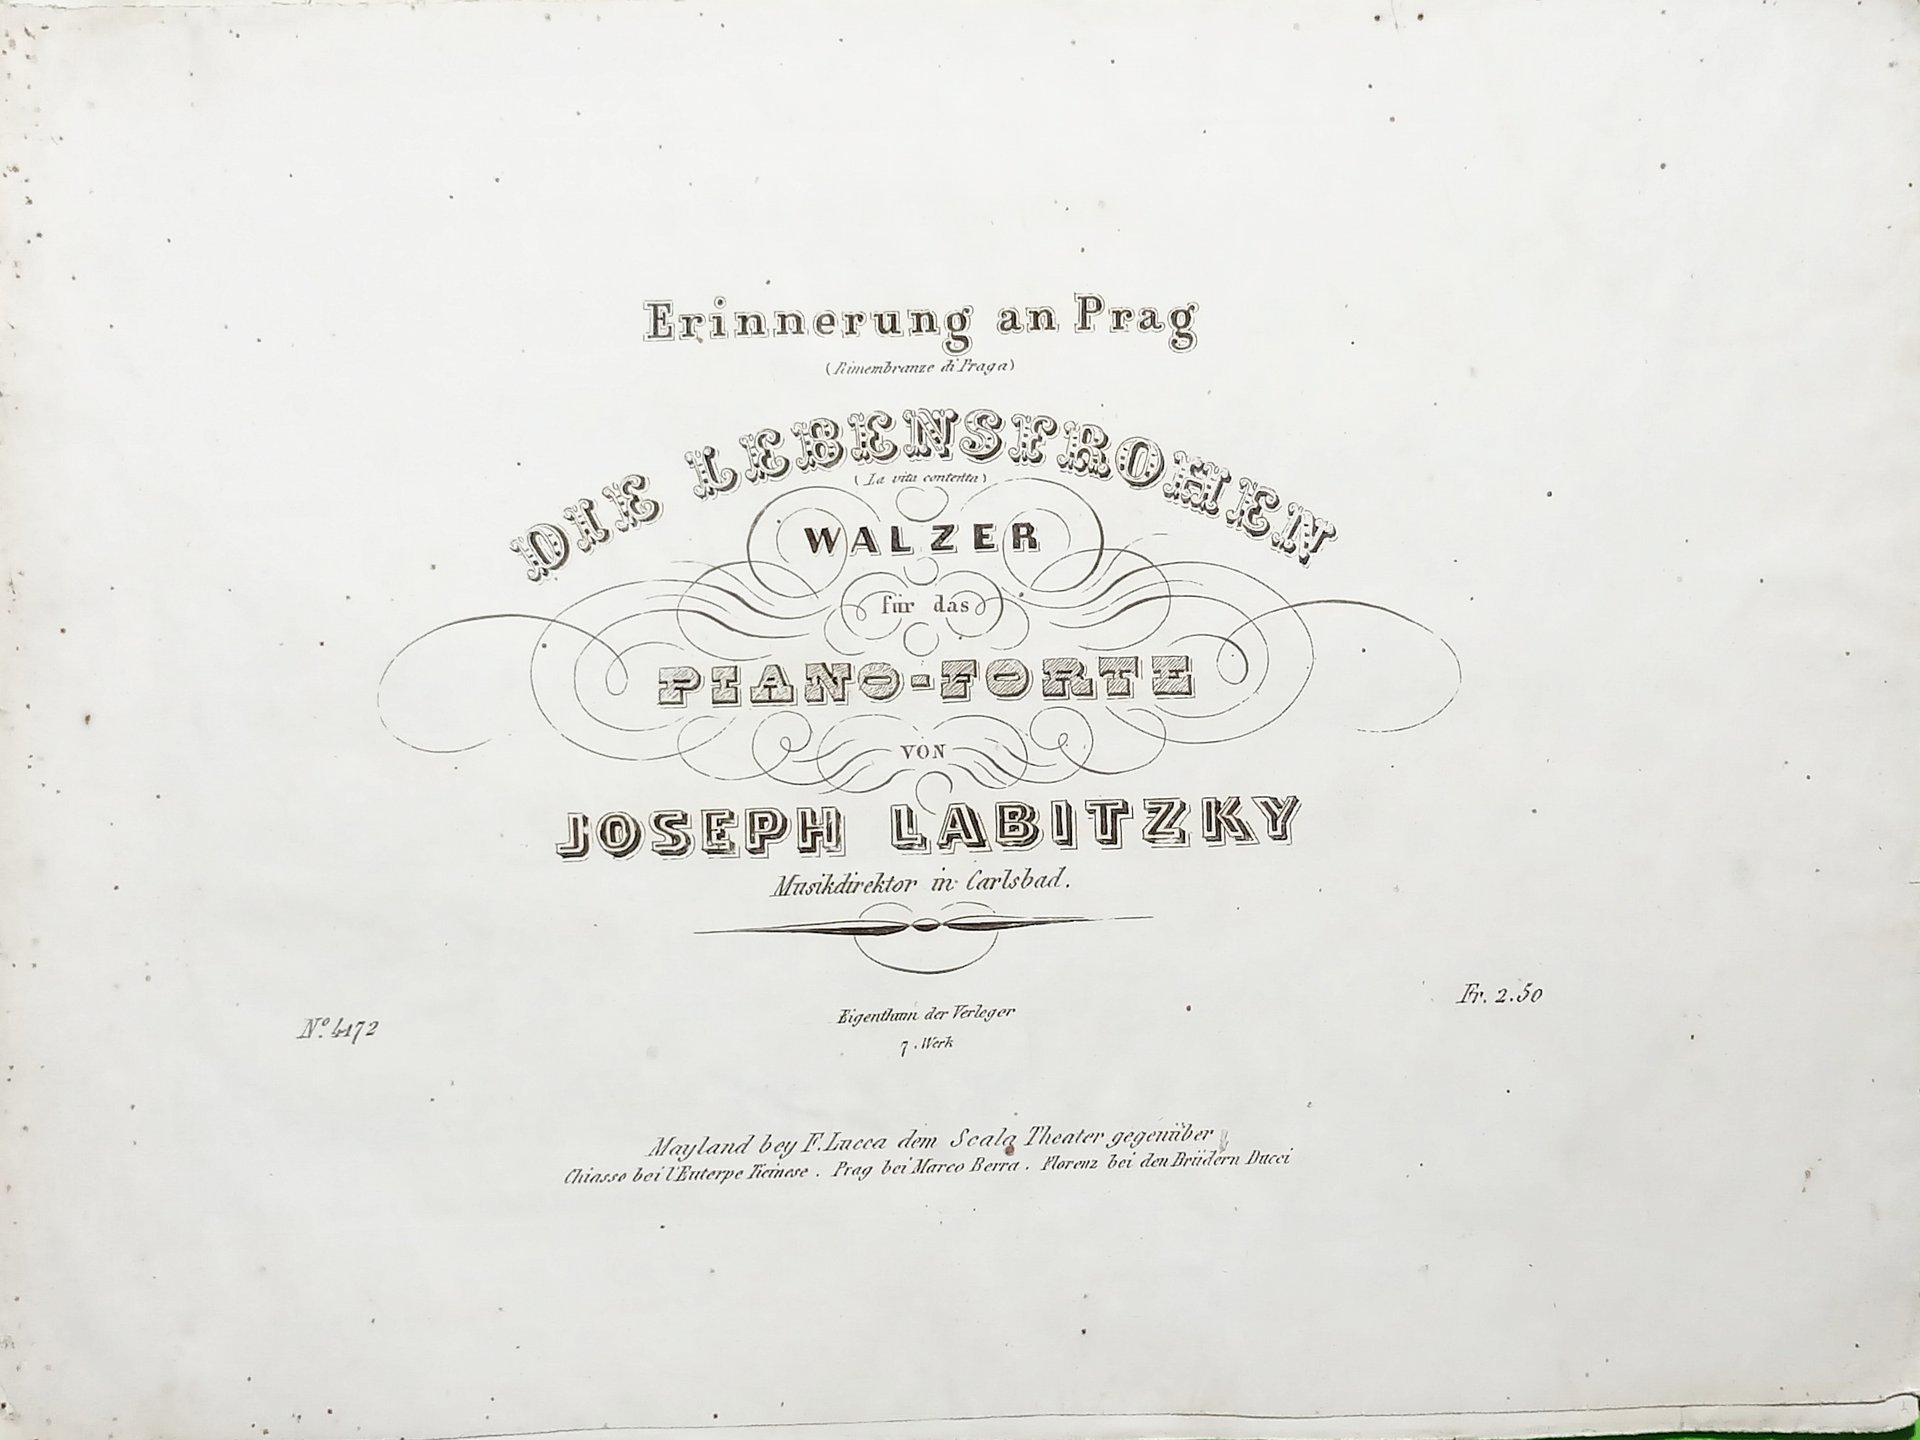 Erinnerung an Prag
(Rimembranze di Praga)
DIE LEBENSFROHEN
(La vita contenta)
WALZER
für das
PIANO-FORTE
VON
JOSEPH LABITZKY
Musikdirektor in Carlsbad.
Fr. 2.50
Nº. 4172
Eigenthum der Verleger
7. Werk
Mayland bey F. Lucca dem Scala Theater gegenüber
Chiasso bei l'Euterpe Ticinese. Prag bei Marco Berra. Florenz bei den Brüdern Ducci